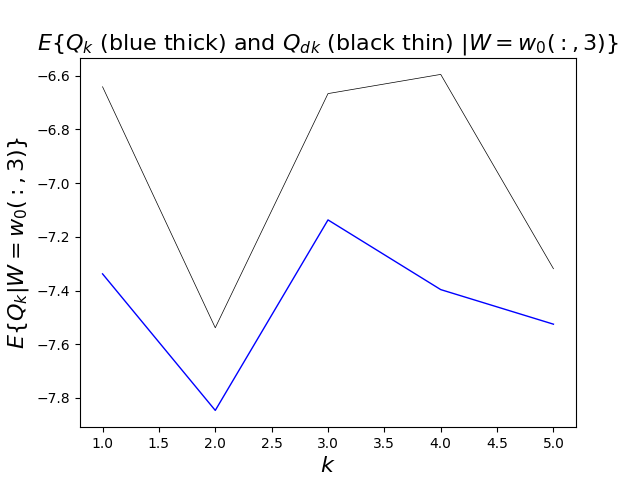 E{Q_k (blue thick) and Q_{dk} (black thin) |W = w_0(:, 3)}
E{Q_k|W = w_0(:, 3)}
−6.6
−6.8
−7.0
−7.2
−7.4
−7.6
−7.8
1.0 1.5 2.0 2.5 3.0 3.5 4.0 4.5 5.0
k